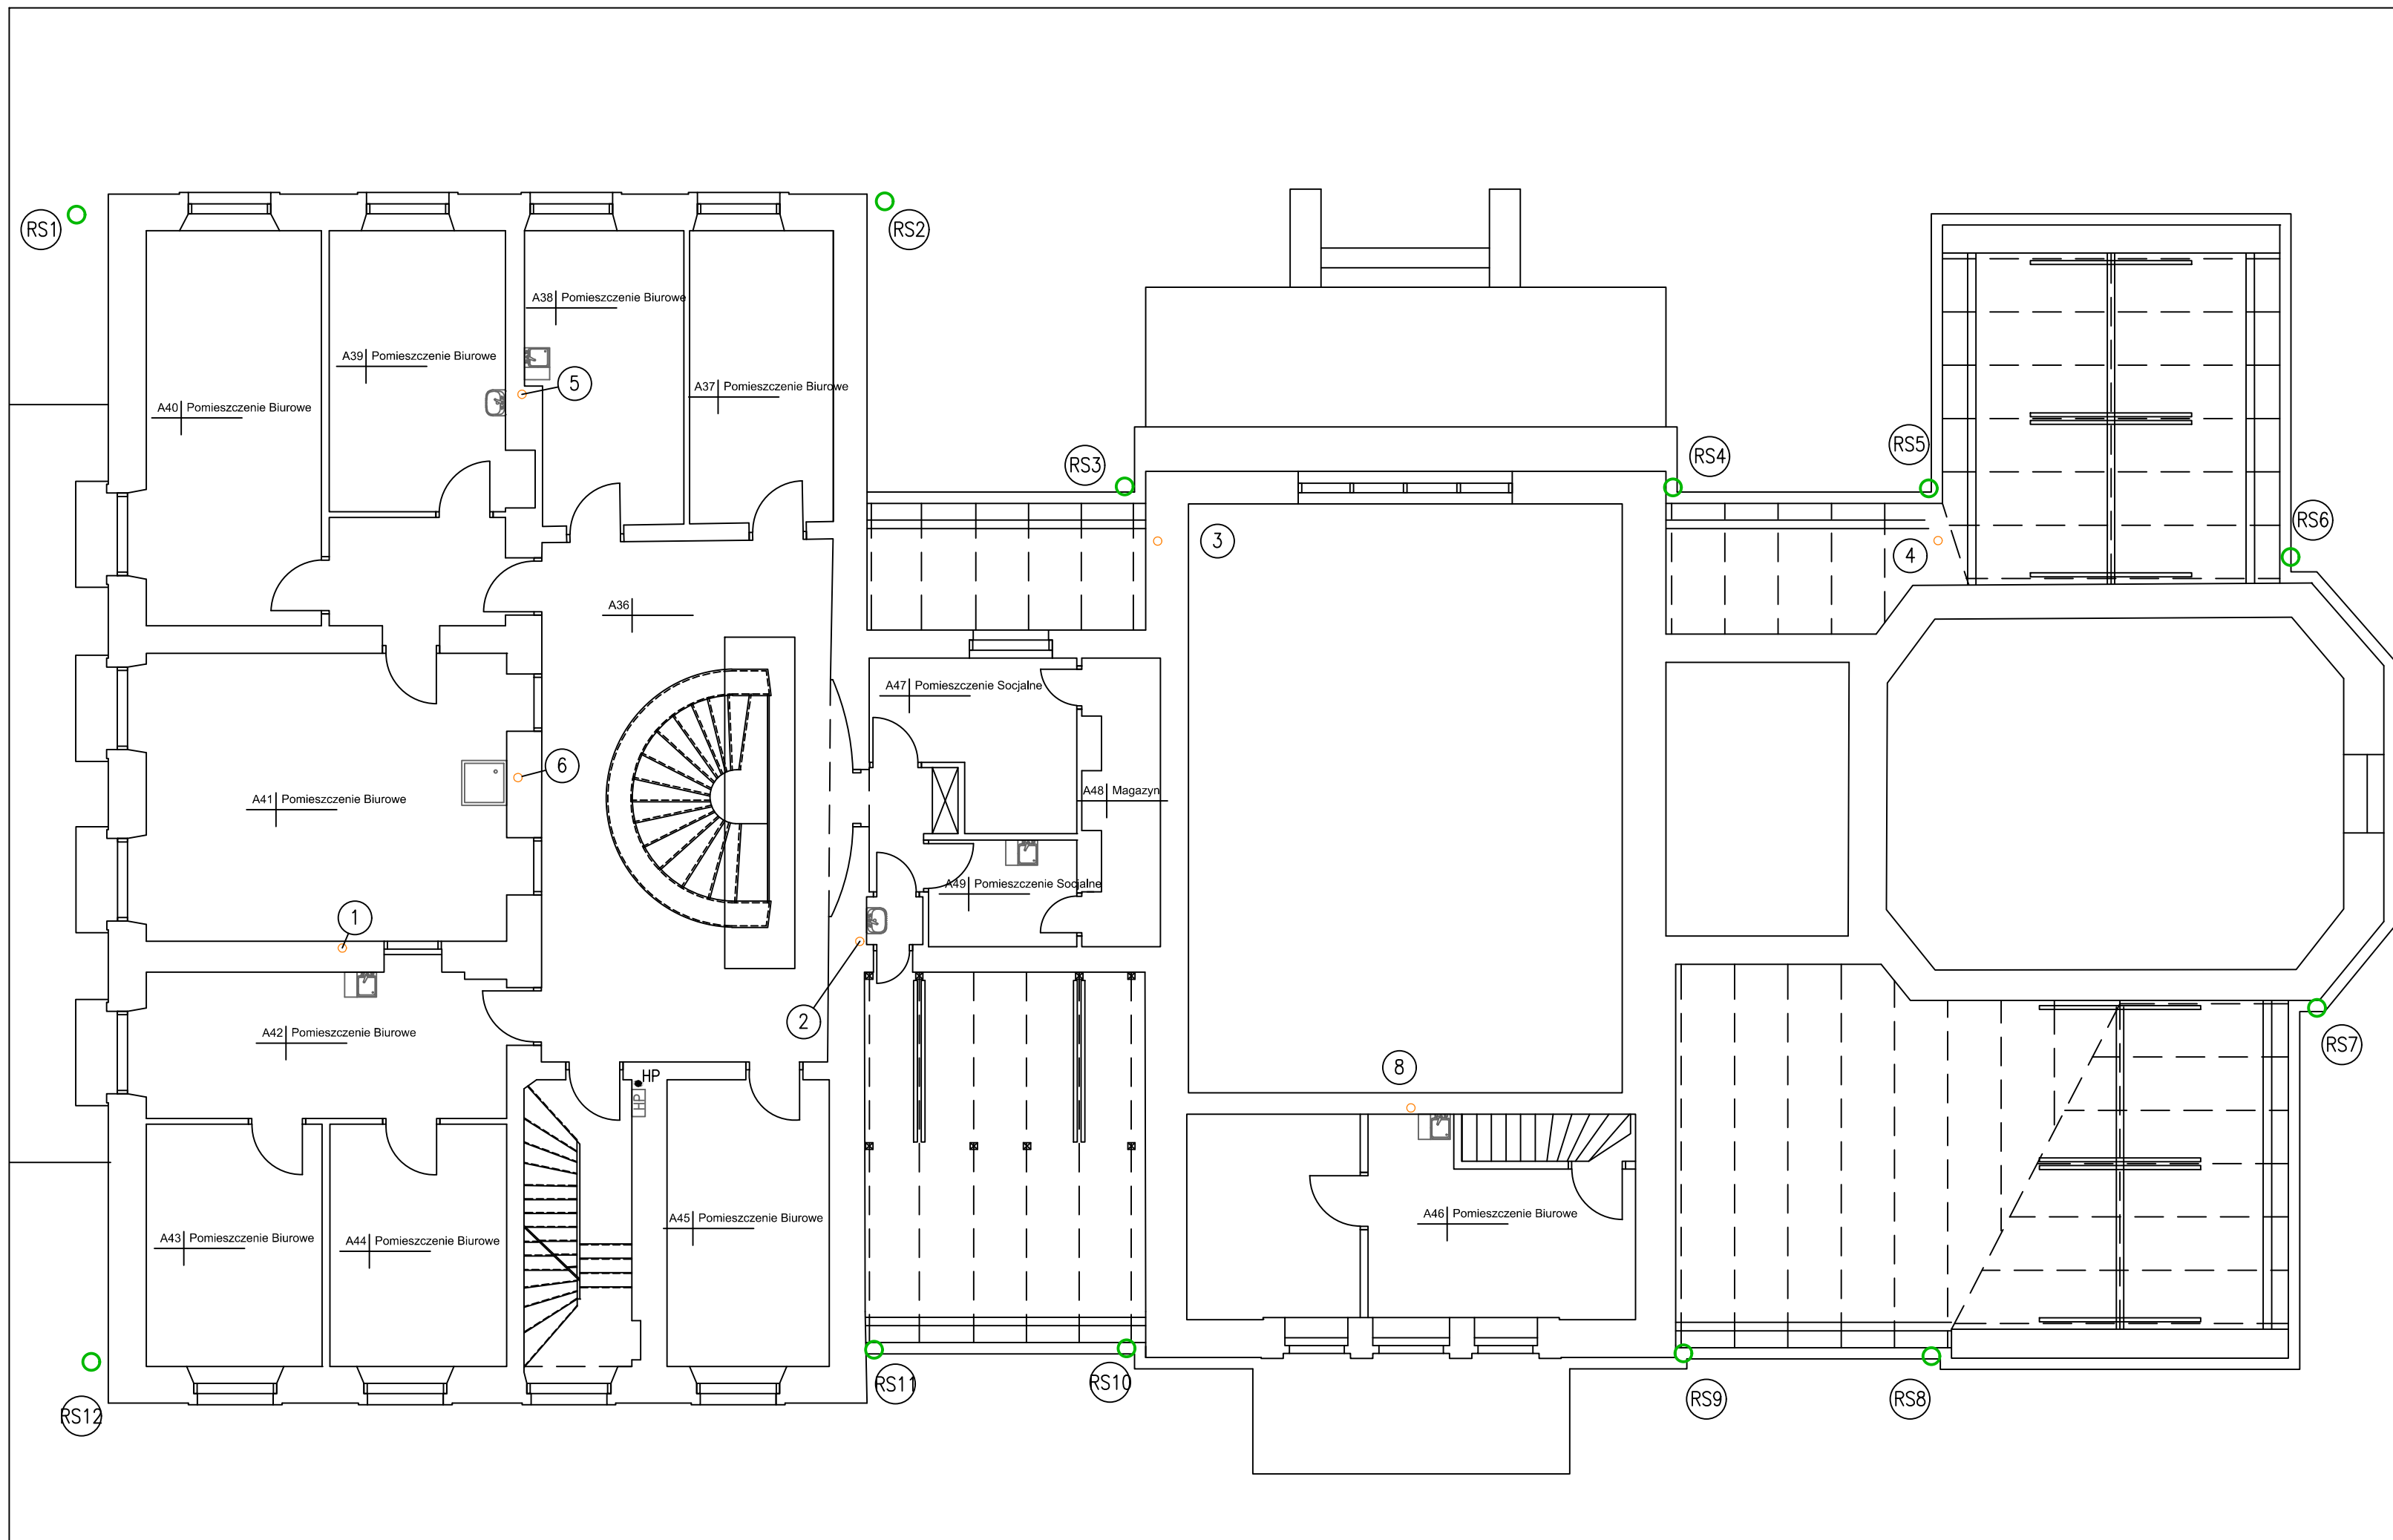 RS1
RS2
A38 Pomieszczenie Biurowe
A39 Pomieszczenie Biurowe
5
A37 Pomieszczenie Biurowe
A40 Pomieszczenie Biurowe
RS3
RS4
RS5
RS6
3
4
A36
A47 Pomieszczenie Socjalne
6
A41 Pomieszczenie Biurowe
A48 Magazyn
A49 Pomieszczenie Socjalne
1
2
A42 Pomieszczenie Biurowe
RS7
HP
HP
8
A46 Pomieszczenie Biurowe
A45 Pomieszczenie Biurowe
A43 Pomieszczenie Biurowe
A44 Pomieszczenie Biurowe
RS12
RS11
RS10
RS9
RS8